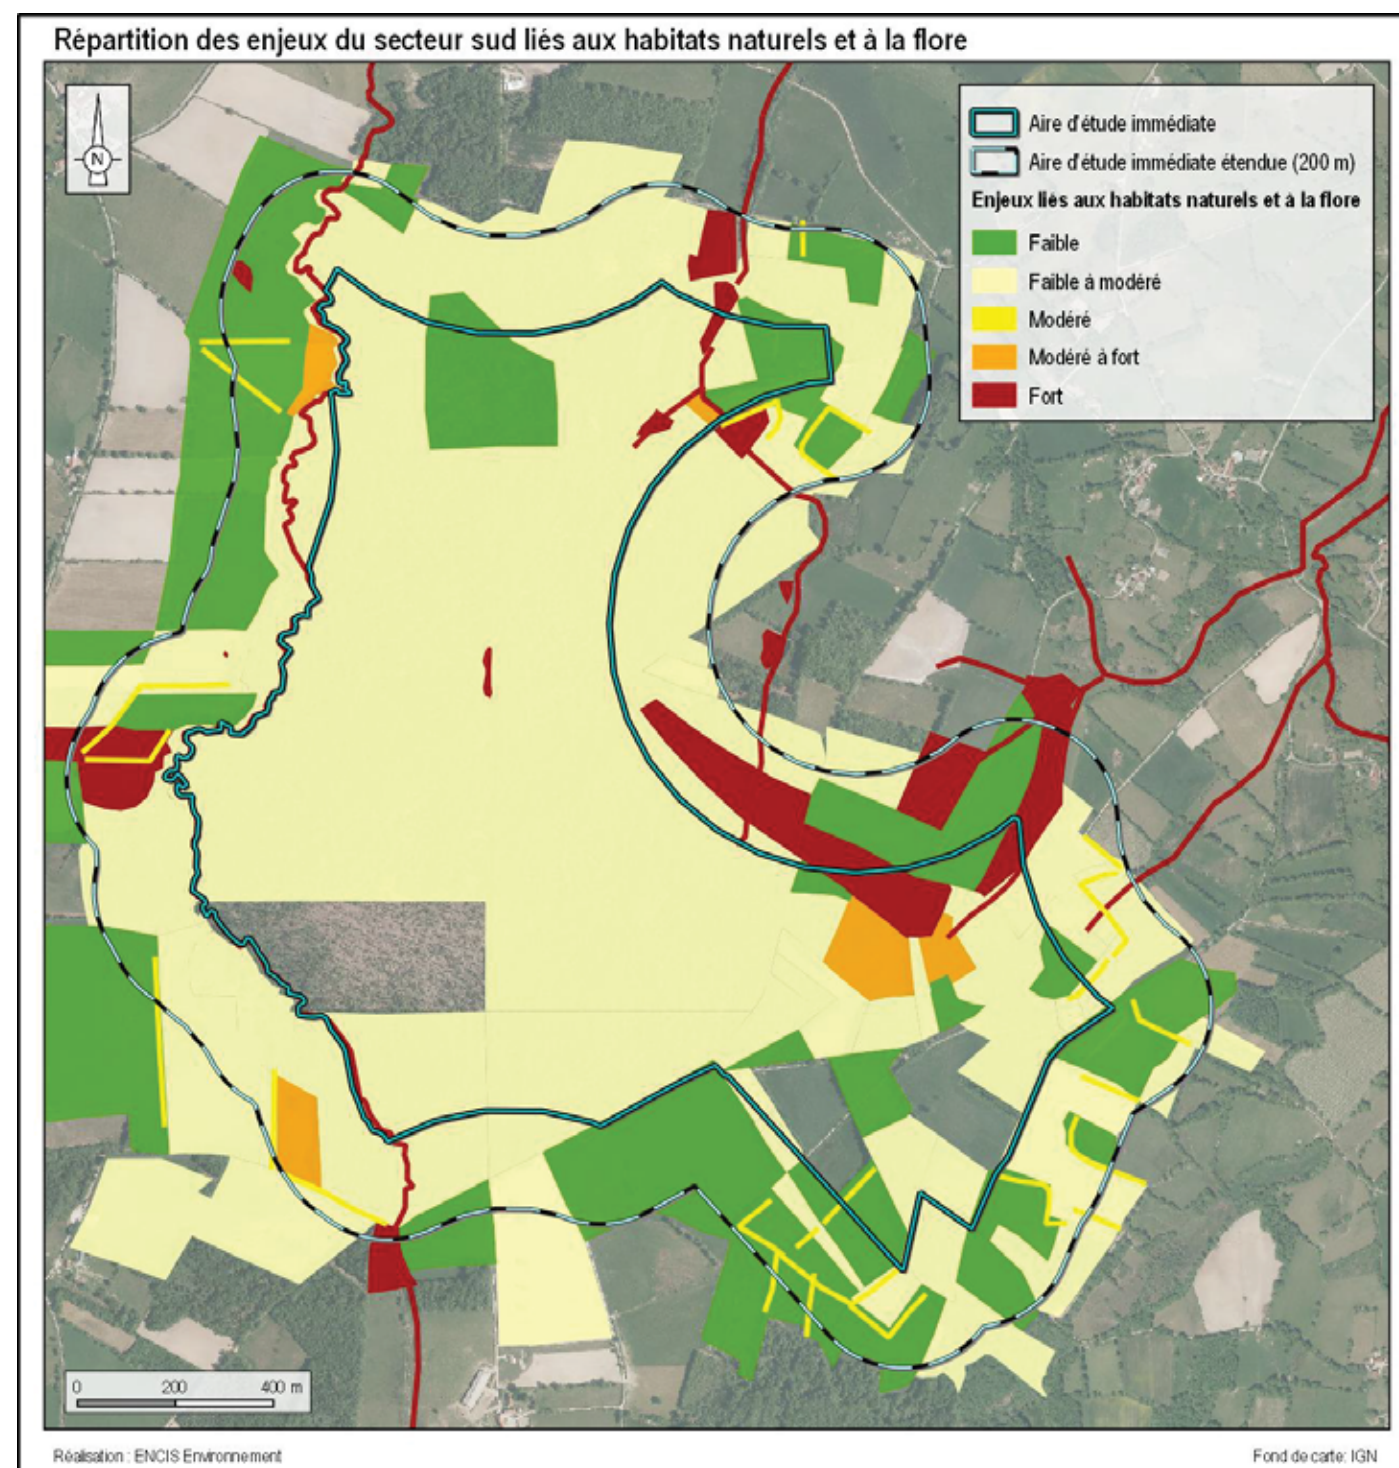 Répartition des enjeux du secteur sud liés aux habitats naturels et à la flore
N
Aire d'étude immédiate
Aire d'étude immédiate étendue (200 m)
Enjeux liés aux habitats naturels et à la flore
Faible
Faible à modéré
Modéré
Modéré à fort
Fort
0 200 400 m
Réalisation : ENCIS Environnement
Fond de carte: IGN